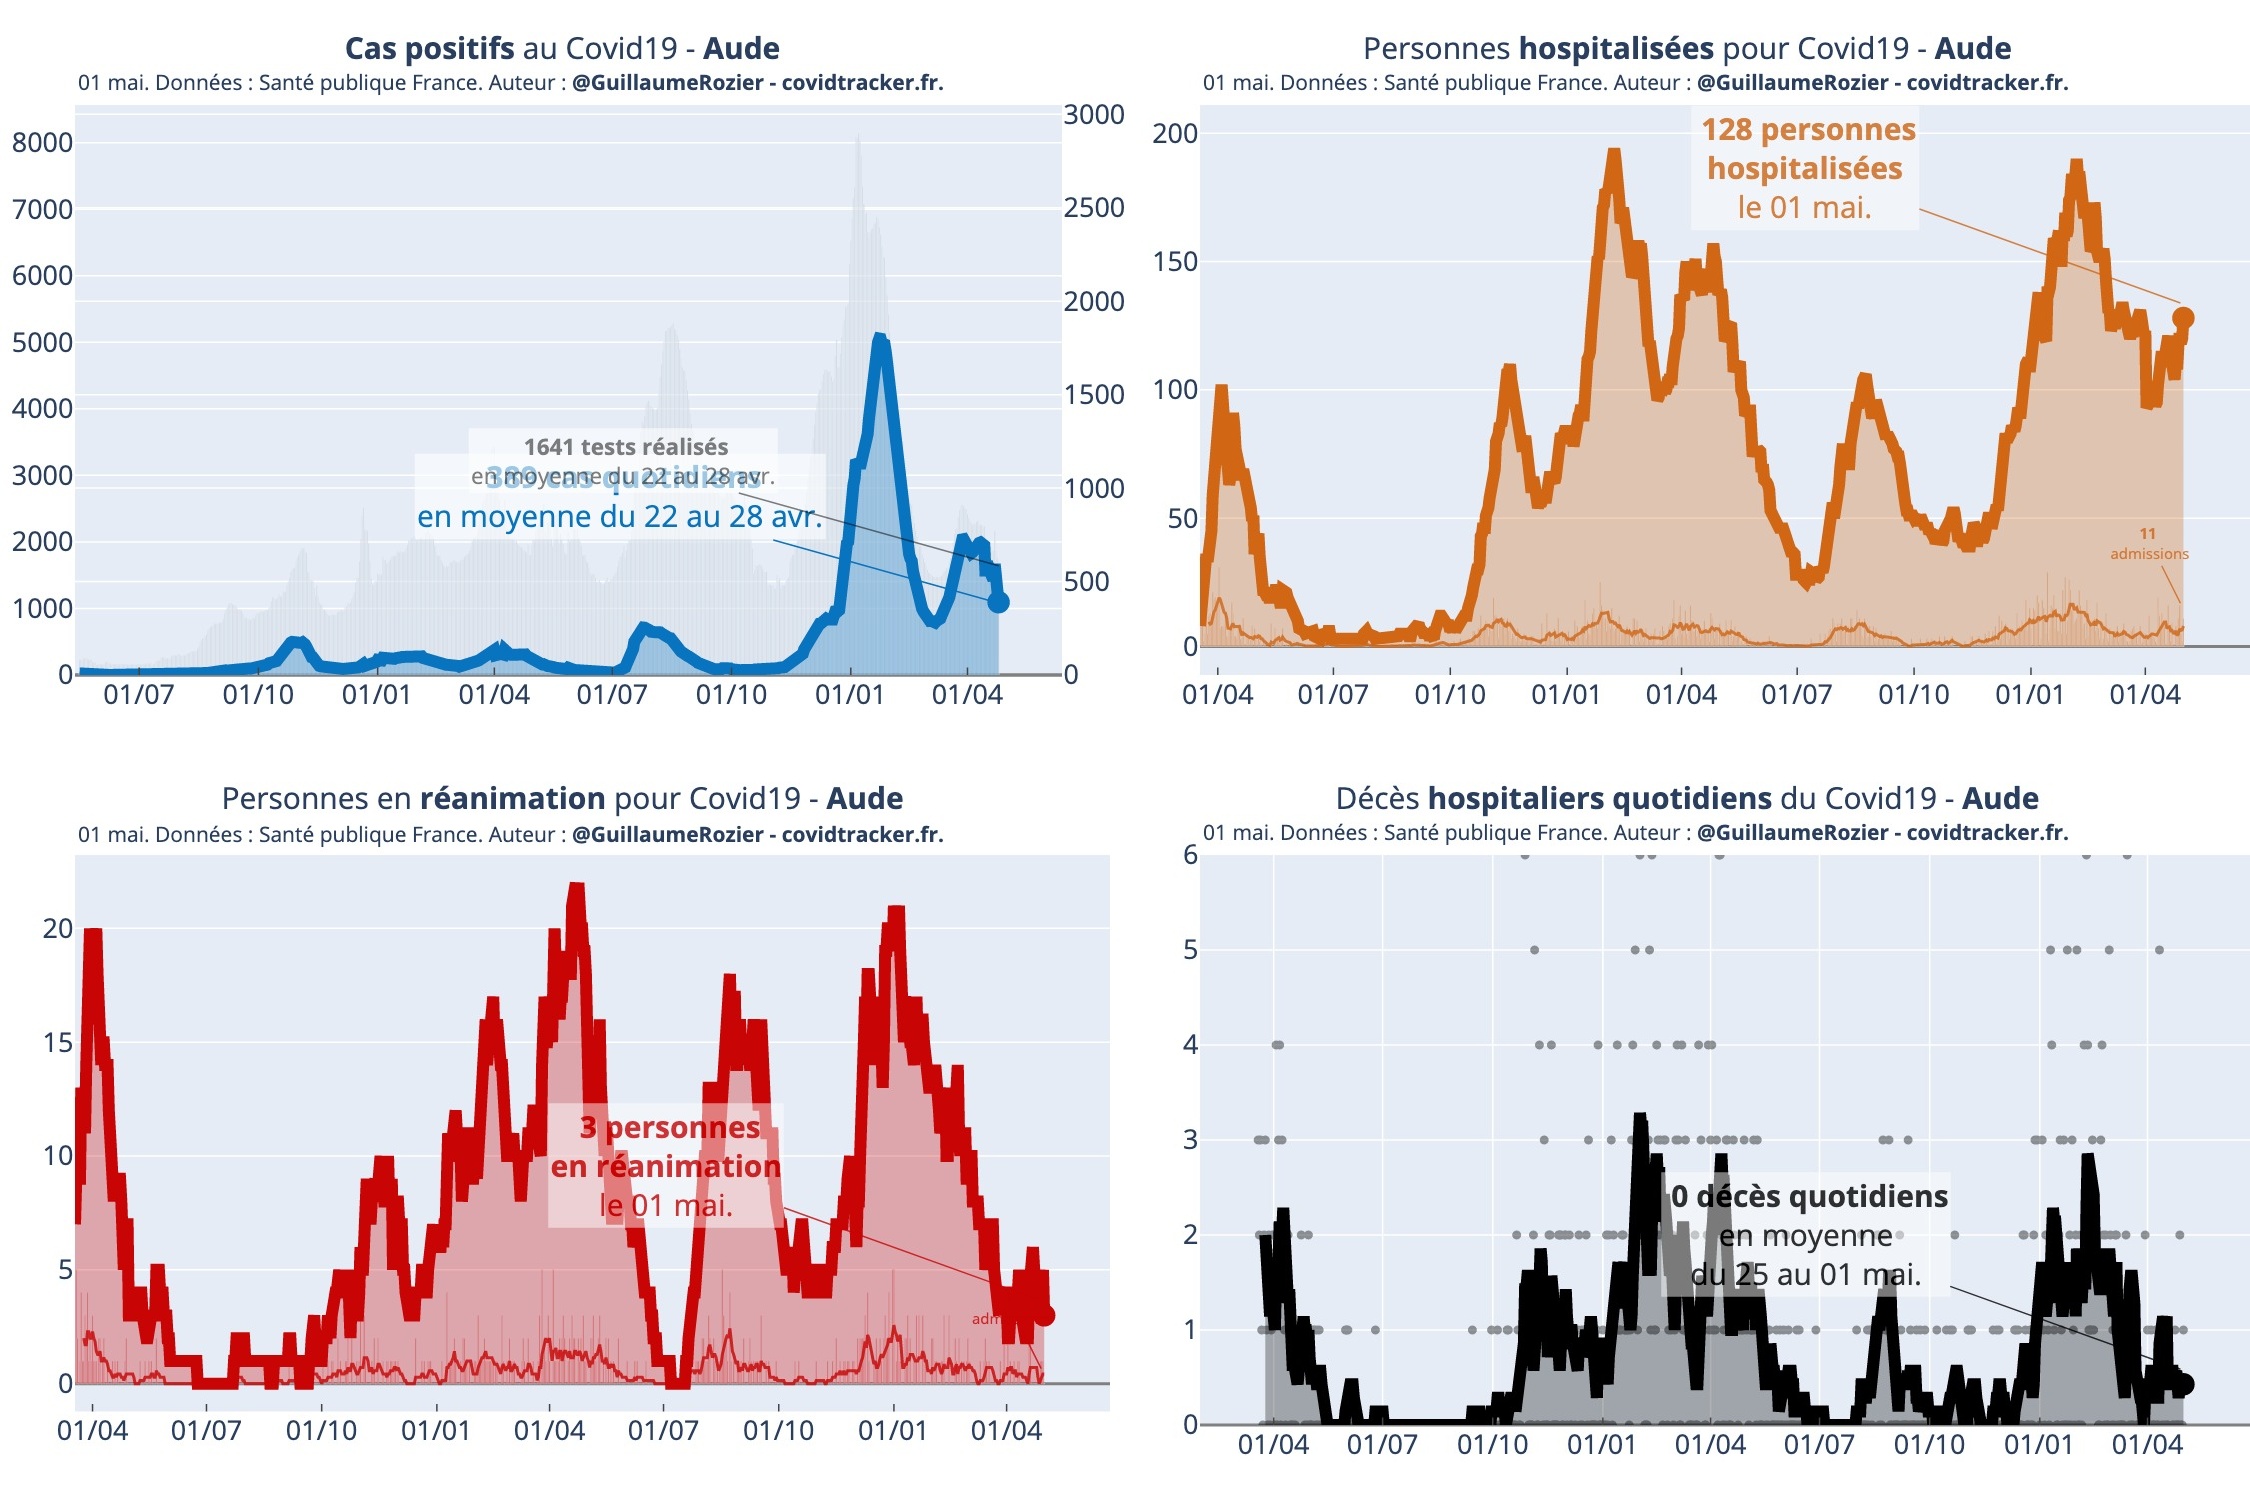 Cas positifs au Covid19 - Aude
01 mai. Données : Santé publique France. Auteur : @GuillaumeRozier - covidtracker.fr.
8000
7000
6000
5000
4000
3000
2000
1000
0
3000
2500
2000
1500
1000
500
0
1641 tests réalisés
en moyenne du 22 au 28 avr.
389 cas quotidiens
en moyenne du 22 au 28 avr.
01/07 01/10 01/01 01/04 01/07 01/10 01/01 01/04
Personnes hospitalisées pour Covid19 - Aude
01 mai. Données : Santé publique France. Auteur : @GuillaumeRozier - covidtracker.fr.
200
150
100
50
0
128 personnes
hospitalisées
le 01 mai.
11
admissions
01/04 01/07 01/10 01/01 01/04 01/07 01/10 01/01 01/04
Personnes en réanimation pour Covid19 - Aude
01 mai. Données : Santé publique France. Auteur : @GuillaumeRozier - covidtracker.fr.
20
15
10
5
0
3 personnes
en réanimation
le 01 mai.
01/04 01/07 01/10 01/01 01/04 01/07 01/10 01/01 01/04
Décès hospitaliers quotidiens du Covid19 - Aude
01 mai. Données : Santé publique France. Auteur : @GuillaumeRozier - covidtracker.fr.
6
5
4
3
2
1
0
0 décès quotidiens
en moyenne
du 25 au 01 mai.
01/04 01/07 01/10 01/01 01/04 01/07 01/10 01/01 01/04